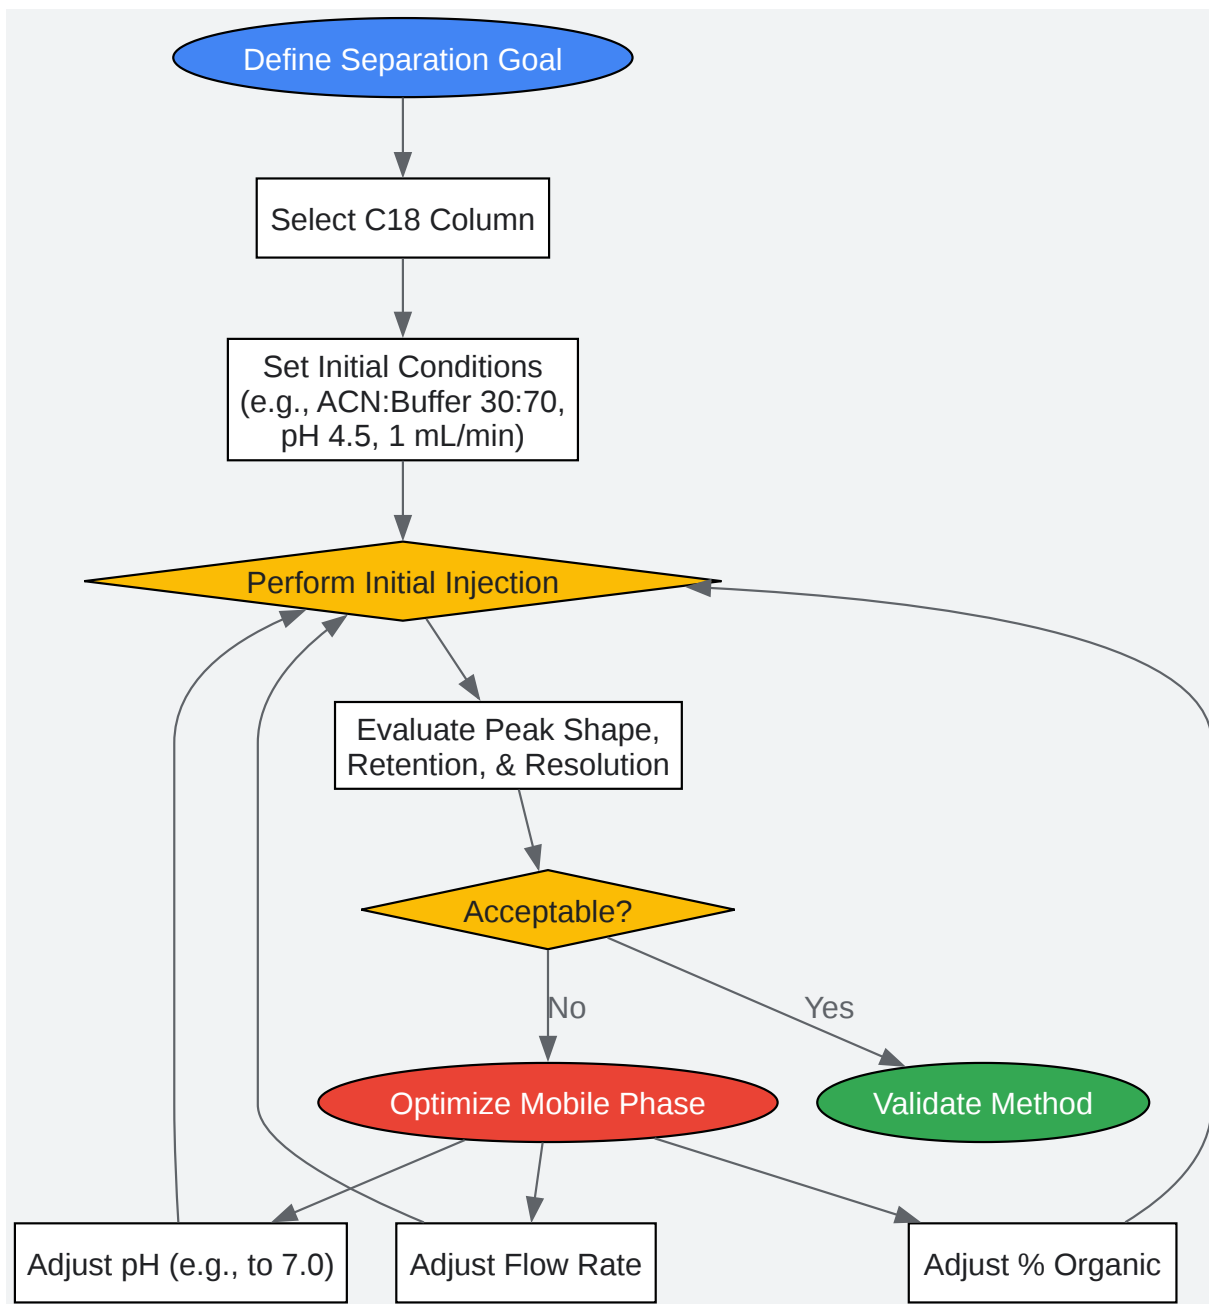 Define Separation Goal
Select C18 Column
Set Initial Conditions
(e.g., ACN:Buffer 30:70,
pH 4.5, 1 mL/min)
Perform Initial Injection
Evaluate Peak Shape,
Retention, & Resolution
Acceptable?
No
Yes
Optimize Mobile Phase
Validate Method
Adjust pH (e.g., to 7.0)
Adjust Flow Rate
Adjust % Organic